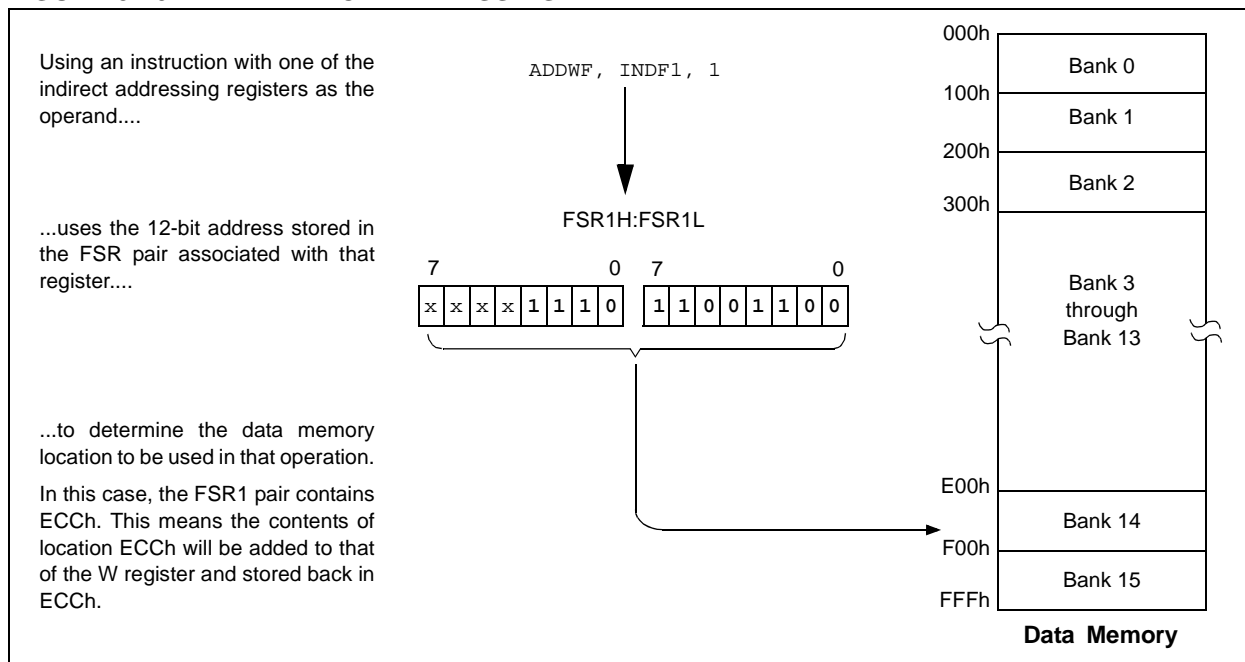 Using an instruction with one of the
indirect addressing registers as the
operand....
ADDWF, INDF1, 1
...uses the 12-bit address stored in
the FSR pair associated with that
register....
FSR1H:FSR1L
7 0 7 0
x x x x 1 1 1 0 1 1 0 0 1 1 0 0
...to determine the data memory
location to be used in that operation.
In this case, the FSR1 pair contains
ECCh. This means the contents of
location ECCh will be added to that
of the W register and stored back in
ECCh.
000h
Bank 0
100h
Bank 1
200h
Bank 2
300h
Bank 3
through
Bank 13
E00h
Bank 14
F00h
Bank 15
FFFh
Data Memory